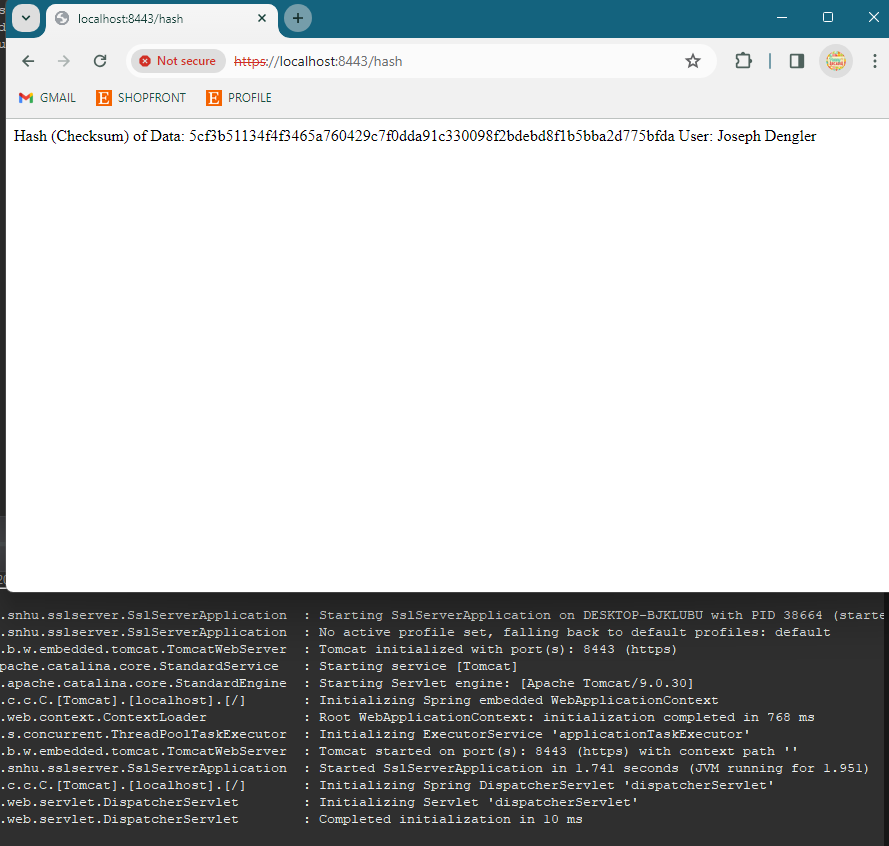 localhost:8443/hash
Not secure https://localhost:8443/hash
GMAIL SHOPFRONT PROFILE
Hash (Checksum) of Data: 5cf3b51134f4f3465a760429c7f0dda91c330098f2bdebd8f1b5bba2d775bfda User: Joseph Dengler
.snhu.sslserver.SslServerApplication : Starting SslServerApplication on DESKTOP-BJKLUBU with PID 38664 (starte
.snhu.sslserver.SslServerApplication : No active profile set, falling back to default profiles: default
.b.w.embedded.tomcat.TomcatWebServer : Tomcat initialized with port(s): 8443 (https)
pache.catalina.core.StandardService : Starting service [Tomcat]
.apache.catalina.core.StandardEngine : Starting Servlet engine: [Apache Tomcat/9.0.30]
.c.c.C.[Tomcat].[localhost].[/] : Initializing Spring embedded WebApplicationContext
.web.context.ContextLoader : Root WebApplicationContext: initialization completed in 768 ms
.s.concurrent.ThreadPoolTaskExecutor : Initializing ExecutorService 'applicationTaskExecutor'
.b.w.embedded.tomcat.TomcatWebServer : Tomcat started on port(s): 8443 (https) with context path ''
.snhu.sslserver.SslServerApplication : Started SslServerApplication in 1.741 seconds (JVM running for 1.951)
.c.c.C.[Tomcat].[localhost].[/] : Initializing Spring DispatcherServlet 'dispatcherServlet'
.web.servlet.DispatcherServlet : Initializing Servlet 'dispatcherServlet'
.web.servlet.DispatcherServlet : Completed initialization in 10 ms